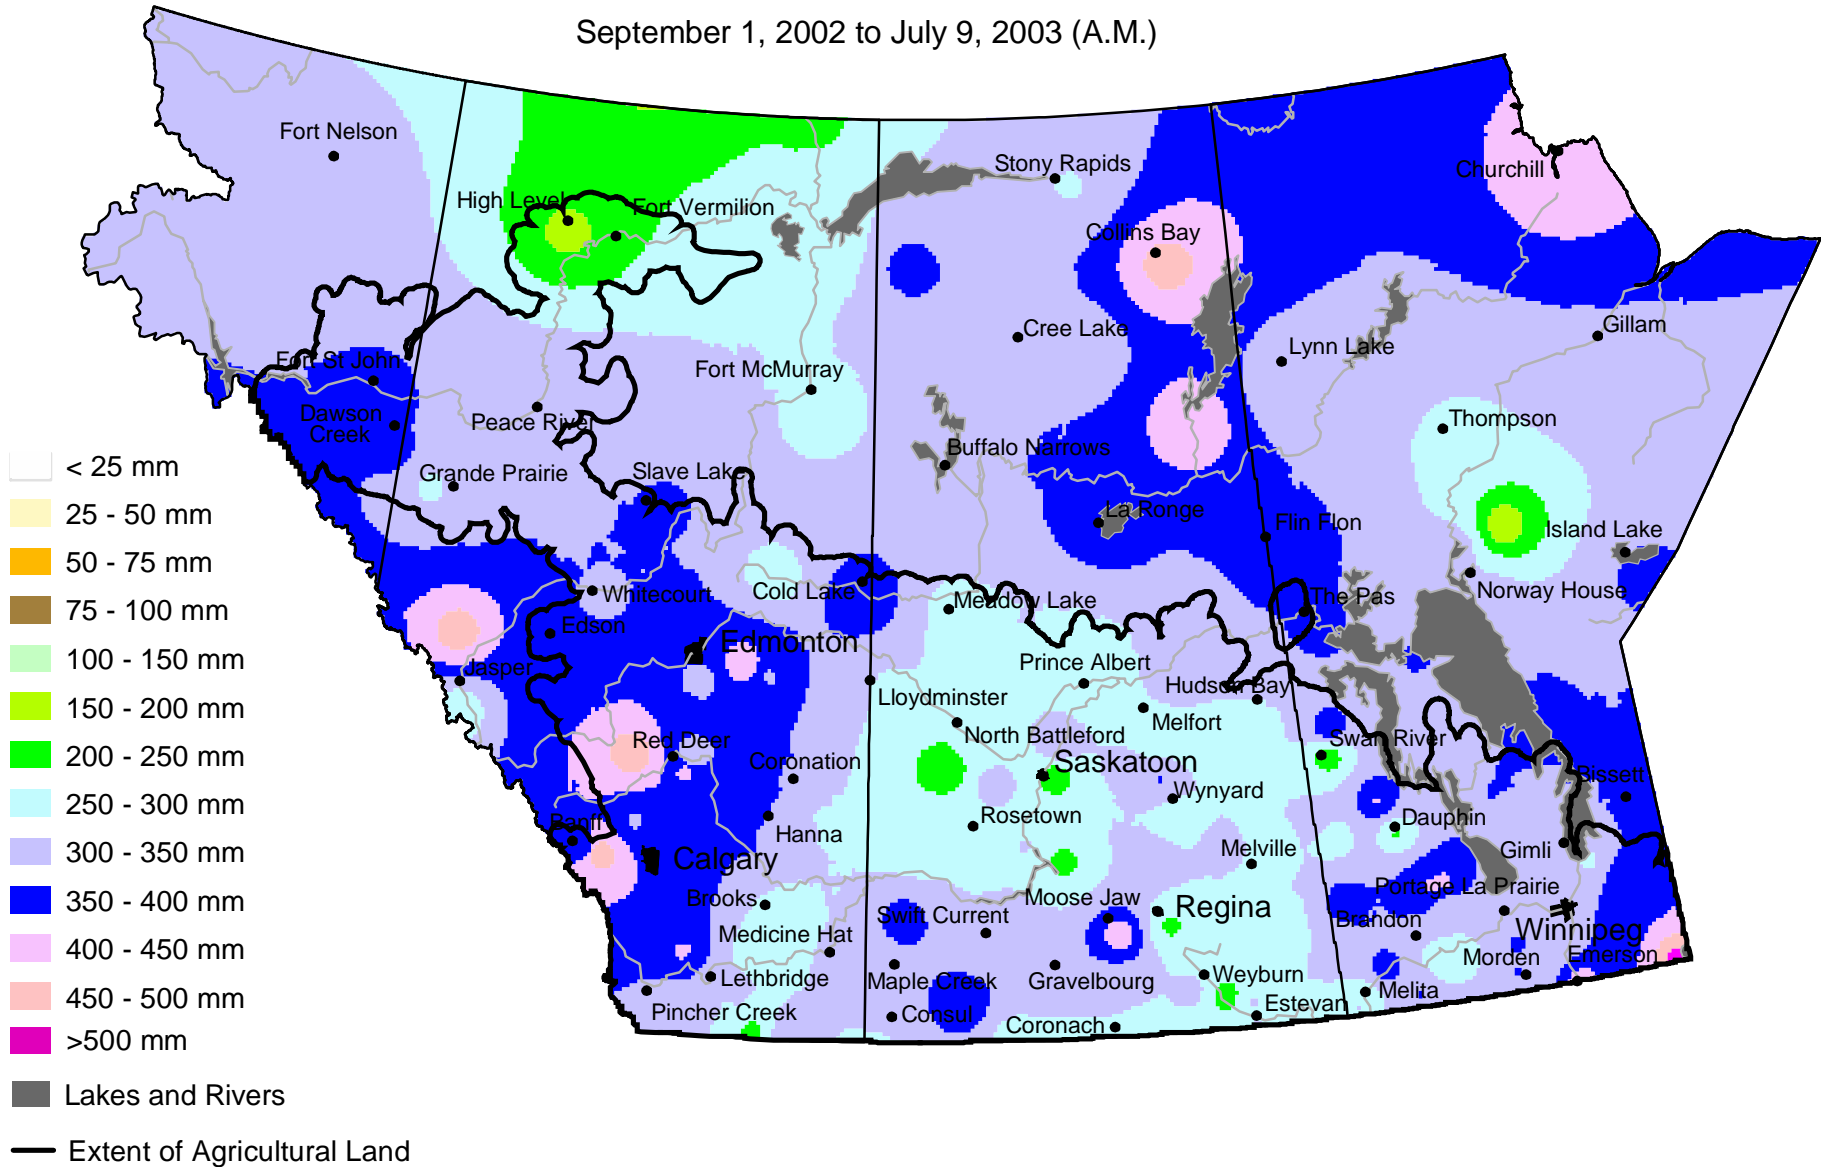 September 1, 2002 to July 9, 2003 (A.M.)
Fort Nelson
Stony Rapids
Churchill
High Level
Fort Vermilion
Collins Bay
Cree Lake
Gillam
Lynn Lake
Fort St John
Fort McMurray
Dawson
Creek
Peace River
Thompson
Buffalo Narrows
Grande Prairie
Slave Lake
La Ronge
Flin Flon
Island Lake
Whitecourt
Cold Lake
Meadow Lake
The Pas
Norway House
Edson
Edmonton
Jasper
Prince Albert
Hudson Bay
Lloydminster
Melfort
North Battleford
Swan River
Red Deer
Coronation
Saskatoon
Bissett
Wynyard
Banff
Hanna
Rosetown
Dauphin
Calgary
Melville
Gimli
Brooks
Moose Jaw
Portage La Prairie
Swift Current
Regina
Brandon
Winnipeg
Medicine Hat
Morden
Emerson
Lethbridge
Maple Creek
Gravelbourg
Weyburn
Melita
Pincher Creek
Consul
Coronach
Estevan
< 25 mm
25 - 50 mm
50 - 75 mm
75 - 100 mm
100 - 150 mm
150 - 200 mm
200 - 250 mm
250 - 300 mm
300 - 350 mm
350 - 400 mm
400 - 450 mm
450 - 500 mm
>500 mm
Lakes and Rivers
Extent of Agricultural Land